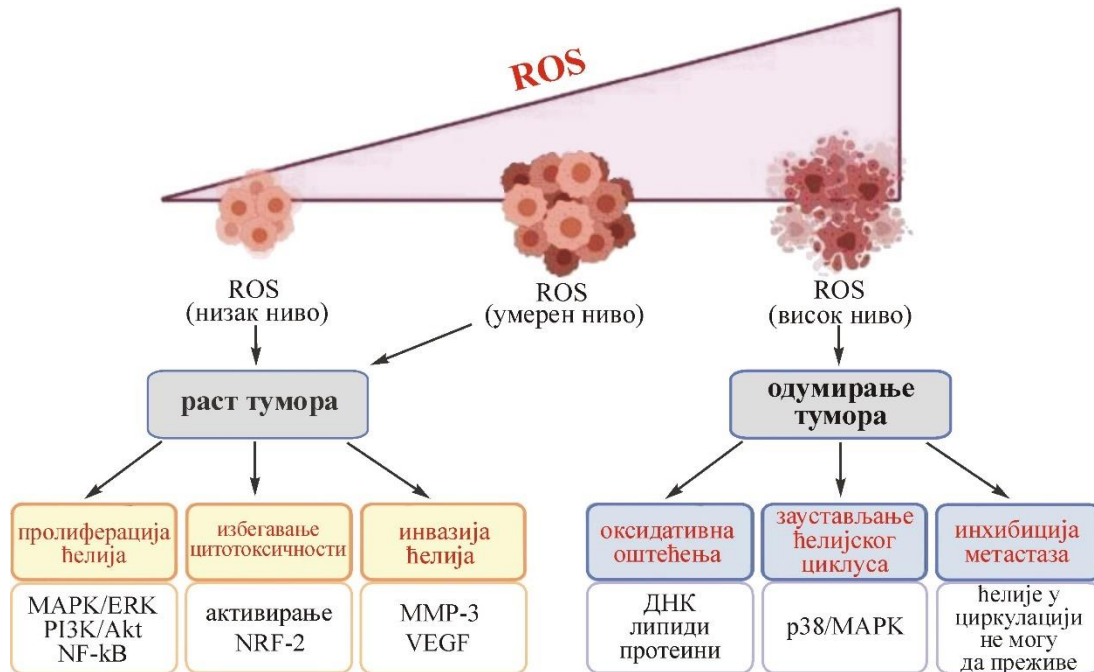 ROS
ROS
(низак ниво)
ROS
(умерен ниво)
ROS
(висок ниво)
раст тумора
одумирање
тумора
пролиферација
ћелија
избегавање
цитотоксичности
инвазија
ћелија
оксидативна
оштећења
заустављање
ћелијског
циклуса
инхибиција
метастаза
MAPK/ERK
PI3K/Akt
NF-kB
активирање
NRF-2
MMP-3
VEGF
ДНК
липиди
протеини
p38/MAPK
ћелије у
циркулацији
не могу
да преживе